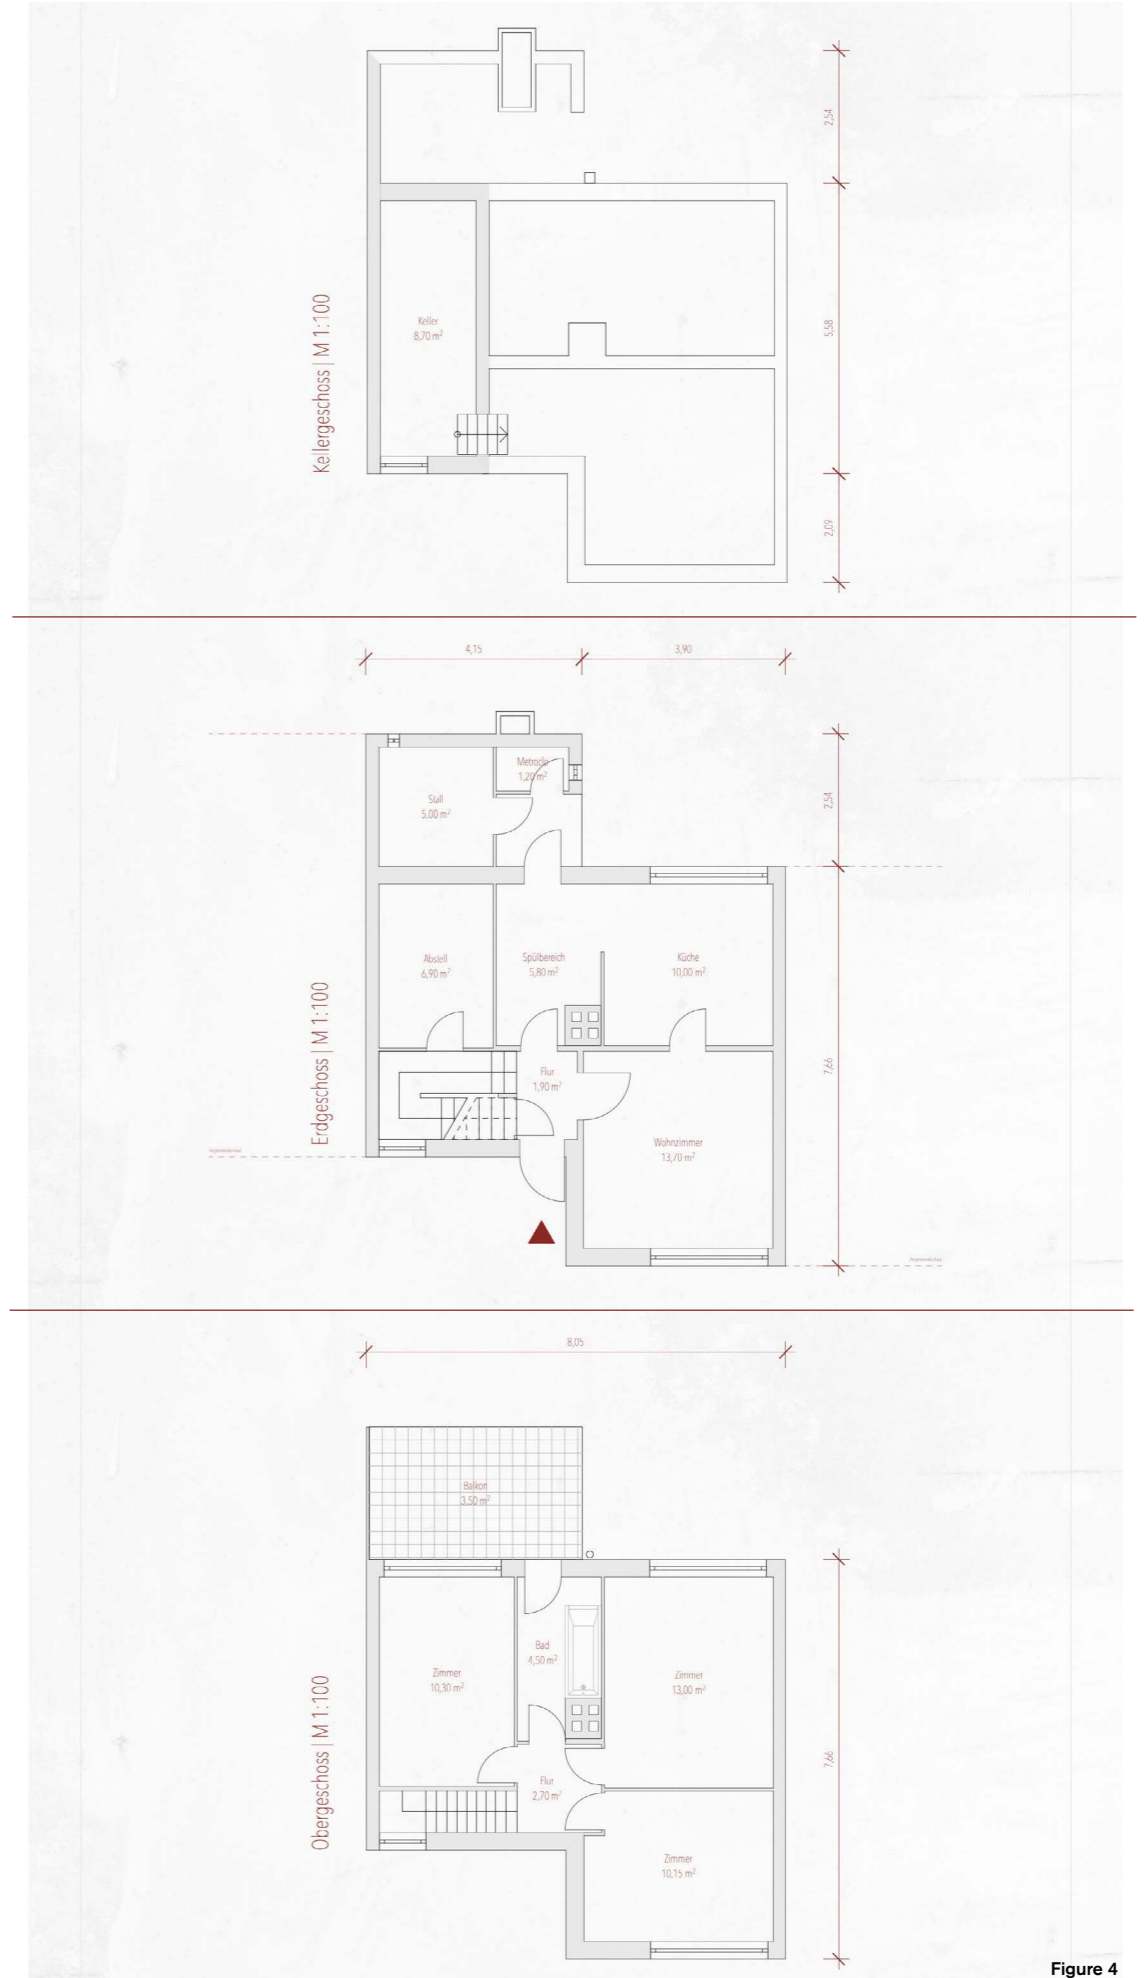 2,54
Keller
8,70 m²
5,58
Kellergeschoss | M 1:100
2,09
4,15
3,90
Metroclo
1,20 m²
Stall
5,00 m²
2,54
Abstell
6,90 m²
Spülbereich
5,80 m²
Küche
10,00 m²
Erdgeschoss | M 1:100
Flur
1,90 m²
7,66
Wohnzimmer
13,70 m²
8,05
Balkon
3,50 m²
Bad
4,50 m²
Zimmer
10,30 m²
Zimmer
13,00 m²
Obergeschoss | M 1:100
7,66
Flur
2,70 m²
Zimmer
10,15 m²
Figure 4